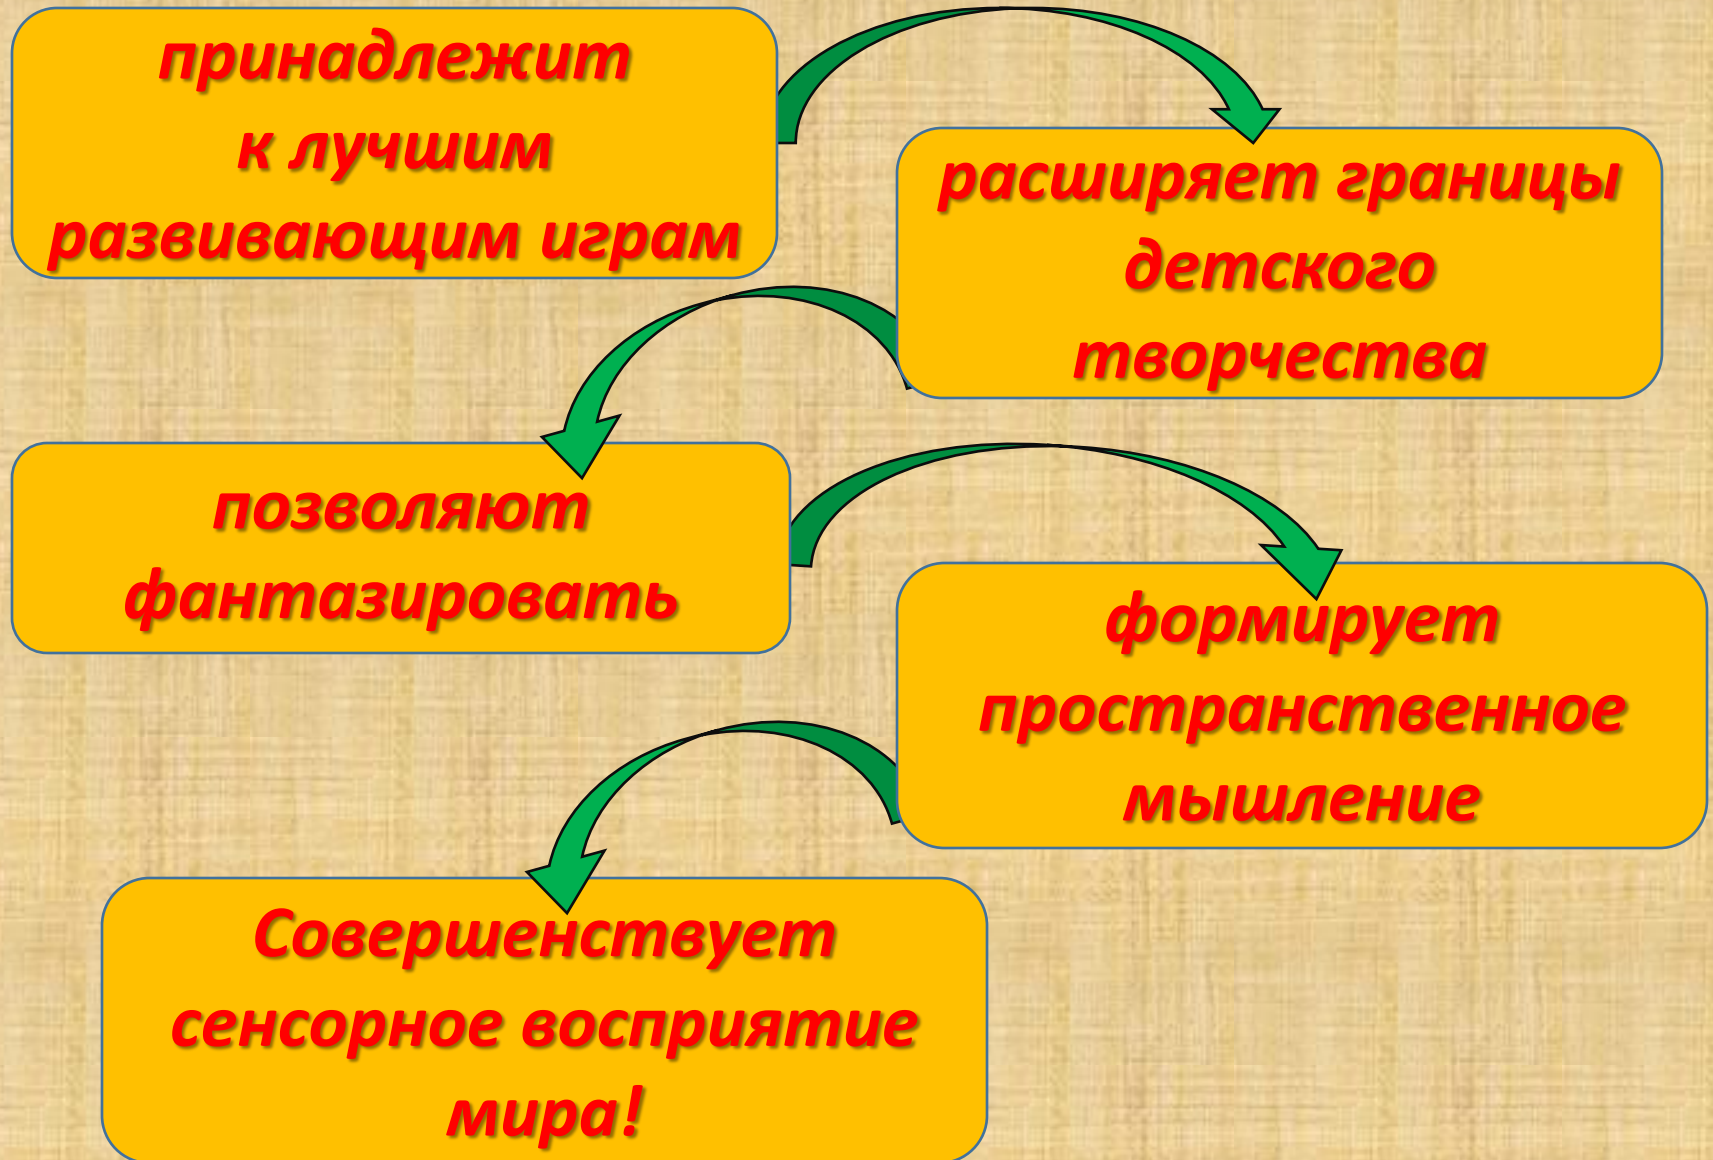 принадлежит
к лучшим
развивающим играм
расширяет границы
детского
творчества
позволяют
фантазировать
формирует
пространственное
мышление
Совершенствует
сенсорное восприятие
мира!